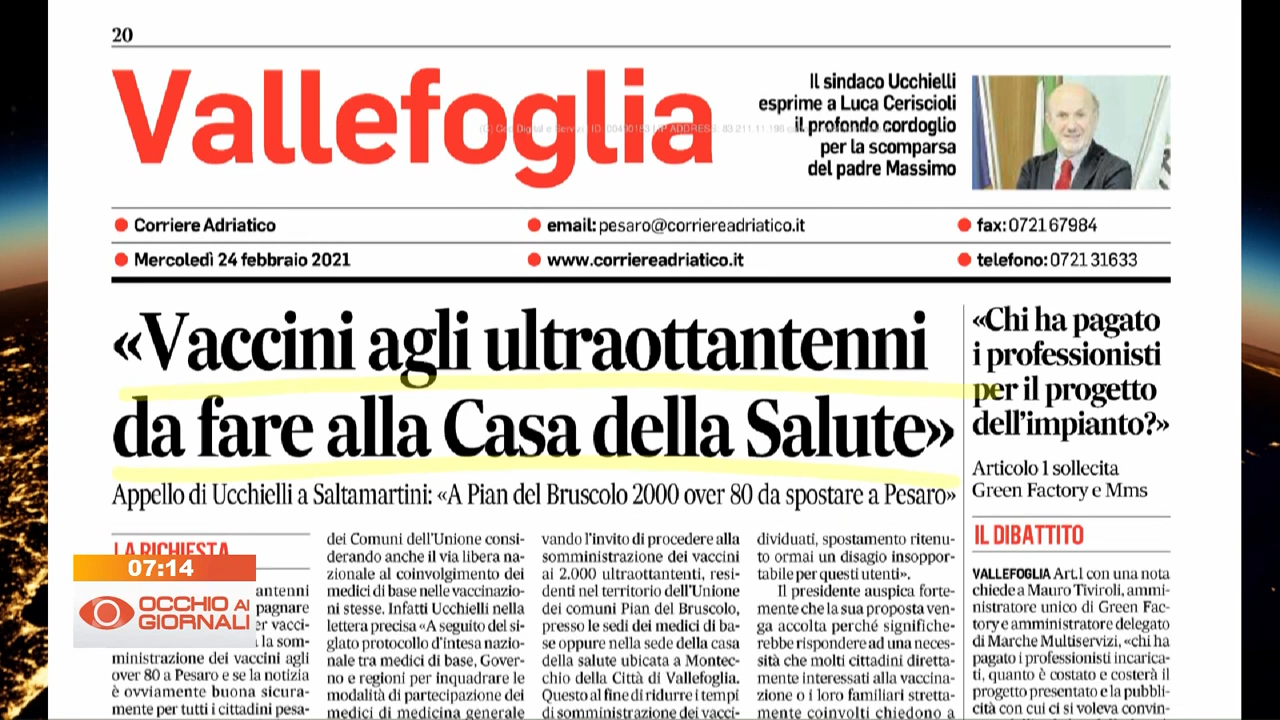 20
Vallefoglia
Il sindaco Ucchielli
esprime a Luca Ceriscioli
il profondo cordoglio
per la scomparsa
del padre Massimo
Corriere Adriatico
email: pesaro@corriereadriatico.it
fax: 0721 67984
Mercoledì 24 febbraio 2021
www.corriereadriatico.it
telefono: 0721 31633
«Vaccini agli ultraottantenni
da fare alla Casa della Salute»
Appello di Ucchielli a Saltamartini: «A Pian del Bruscolo 2000 over 80 da spostare a Pesaro»
LA RICHIESTA
07:14
OCCHIO AI
GIORNALI
antenni
pagnare
er vacci-
la som-
ministrazione dei vaccini agli
over 80 a Pesaro e se la notizia
è ovviamente buona sicura-
mente per tutti i cittadini pesa-
dei Comuni dell'Unione consi-
derando anche il via libera na-
zionale al coinvolgimento dei
medici di base nelle vaccinazio-
ni stesse. Infatti Ucchielli nella
lettera precisa «A seguito del si-
glato protocollo d'intesa nazio-
nale tra medici di base, Gover-
no e regioni per inquadrare le
modalità di partecipazione dei
medici di medicina generale
vando l'invito di procedere alla
somministrazione dei vaccini
ai 2.000 ultraottantenni, resi-
denti nel territorio dell'Unione
dei comuni Pian del Bruscolo,
presso le sedi dei medici di ba-
se oppure nella sede della casa
della salute ubicata a Montec-
chio della Città di Vallefoglia.
Questo al fine di ridurre i tempi
di somministrazione dei vacci-
dividuati, spostamento ritenu-
to ormai un disagio insoppor-
tabile per questi utenti».
Il presidente auspica forte-
mente che la sua proposta ven-
ga accolta perché significhe-
rebbe rispondere ad una neces-
sità che molti cittadini diretta-
mente interessati alla vaccina-
zione o i loro familiari stretta-
mente coinvolti chiedono a
«Chi ha pagato
i professionisti
per il progetto
dell'impianto?»
Articolo 1 sollecita
Green Factory e Mms
IL DIBATTITO
VALLEFOGLIA Art.1 con una nota
chiede a Mauro Tiviroli, ammi-
nistratore unico di Green Fac-
tory e amministratore delegato
di Marche Multiservizi, «chi ha
pagato i professionisti incarica-
ti, quanto è costato e costerà il
progetto presentato e la pubbli-
cità con cui ci si voleva convin-